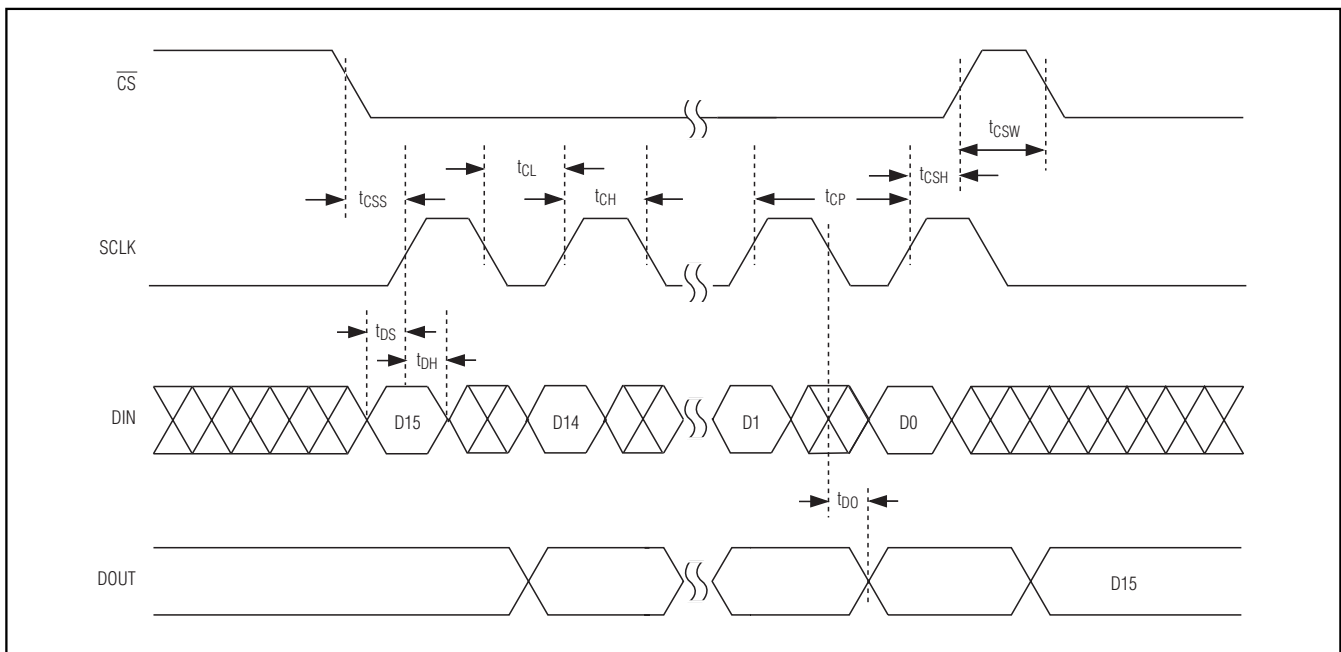 CS
tCSW
tCL
tCSH
tCSS
tCH
tCP
SCLK
tDS
tDH
DIN
D15
D14
D1
D0
tDO
DOUT
D15